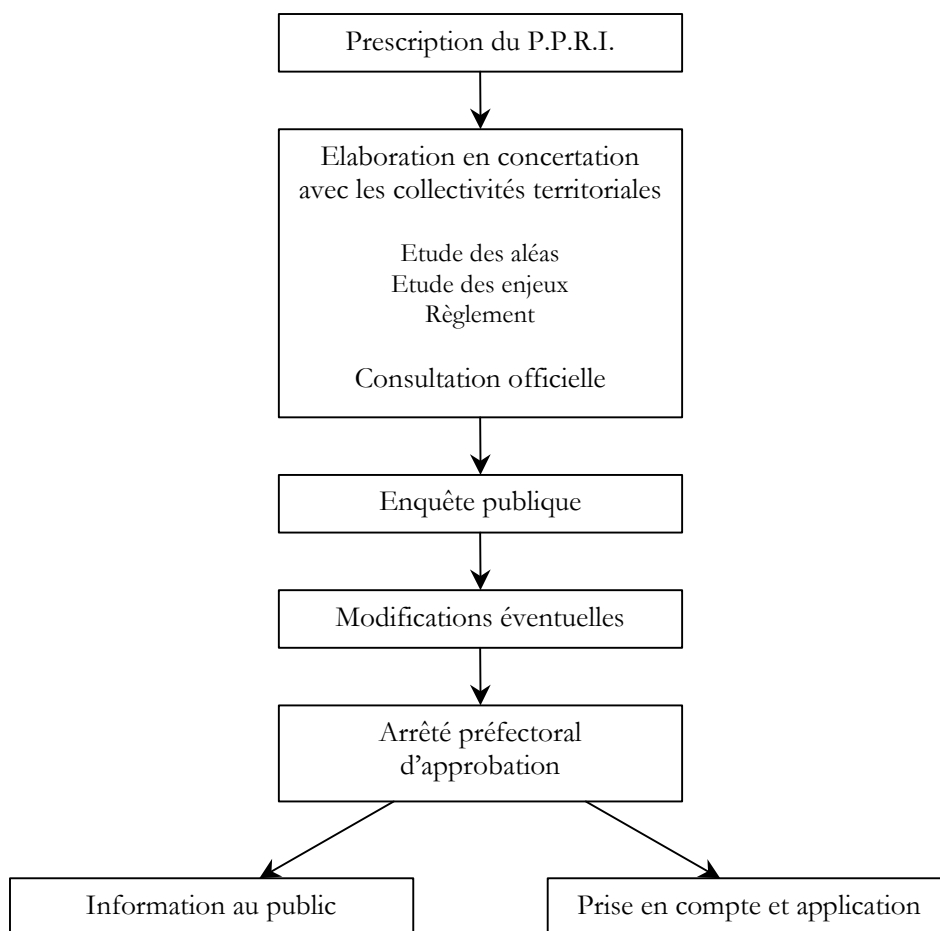 Prescription du P.P.R.I.
Elaboration en concertation
avec les collectivités territoriales
Etude des aléas
Etude des enjeux
Règlement
Consultation officielle
Enquête publique
Modifications éventuelles
Arrêté préfectoral
d’approbation
Information au public
Prise en compte et application